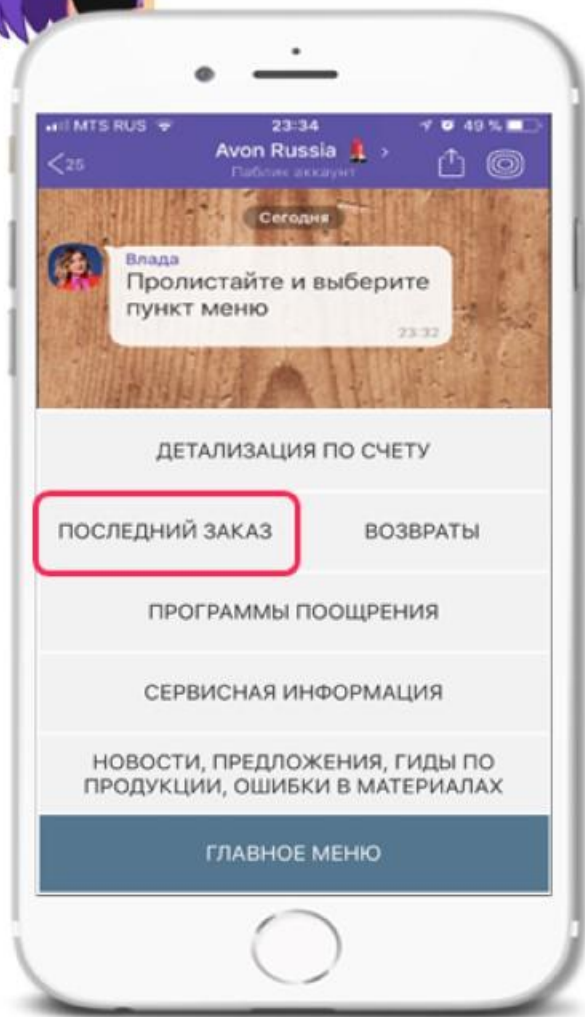 MTS RUS 23:34 49 %
25 Avon Russia
Паблик аккаунт
Сегодня
Влада
Пролистайте и выберите
пункт меню
23:32
ДЕТАЛИЗАЦИЯ ПО СЧЕТУ
ПОСЛЕДНИЙ ЗАКАЗ ВОЗВРАТЫ
ПРОГРАММЫ ПООЩРЕНИЯ
СЕРВИСНАЯ ИНФОРМАЦИЯ
НОВОСТИ, ПРЕДЛОЖЕНИЯ, ГИДЫ ПО
ПРОДУКЦИИ, ОШИБКИ В МАТЕРИАЛАХ
ГЛАВНОЕ МЕНЮ